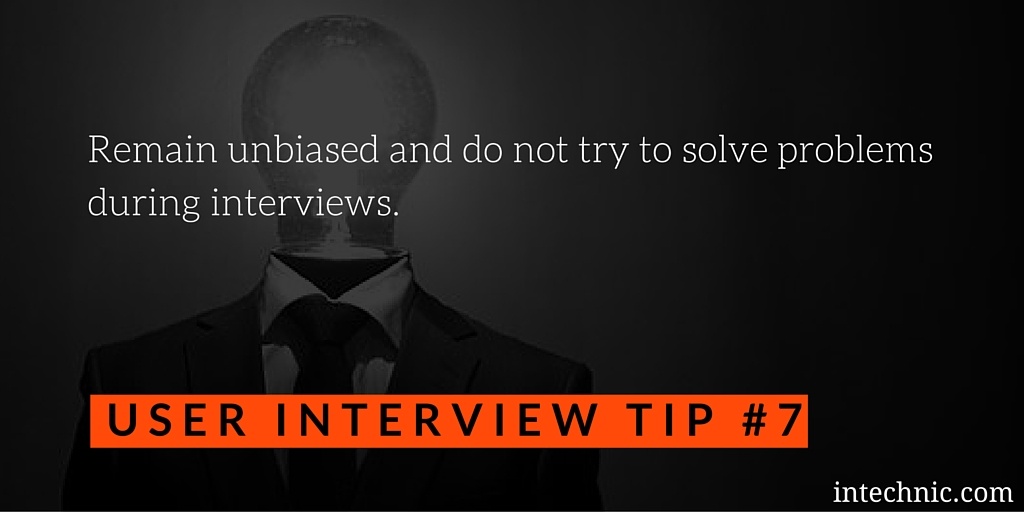 Remain unbiased and do not try to solve problems
during interviews.
USER INTERVIEW TIP #7
intechnic.com